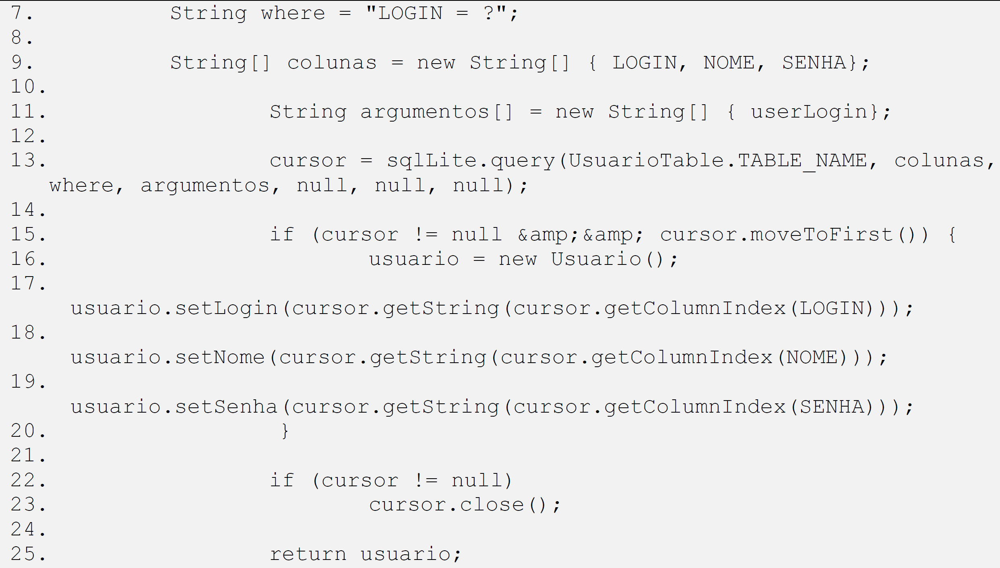 7. String where = "LOGIN = ?";
8.
9. String[] colunas = new String[] { LOGIN, NOME, SENHA};
10.
11. String argumentos[] = new String[] { userLogin};
12.
13. cursor = sqlLite.query(UsuarioTable.TABLE_NAME, colunas,
where, argumentos, null, null, null);
14.
15. if (cursor != null &amp;&amp; cursor.moveToFirst()) {
16. usuario = new Usuario();
17.
usuario.setLogin(cursor.getString(cursor.getColumnIndex(LOGIN)));
18.
usuario.setNome(cursor.getString(cursor.getColumnIndex(NOME)));
19.
usuario.setSenha(cursor.getString(cursor.getColumnIndex(SENHA)));
20. }
21.
22. if (cursor != null)
23. cursor.close();
24.
25. return usuario;